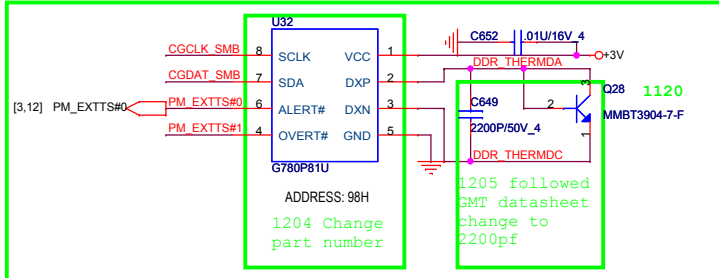 U32
C652 .01U/16V_4
CGCLK_SMB 8 SCLK VCC 1 +3V
DDR_THERMDA
CGDAT_SMB 7 SDA DXP 2
3 Q28 1120
[3,12] PM_EXTTS#0 PM_EXTTS#0 6 ALERT# DXN 3
C649 2 MMBT3904-7-F
2200P/50V_4
PM_EXTTS#1 4 OVERT# GND 5 1
DDR_THERMDC
G780P81U
ADDRESS: 98H
1204 Change
part number
1205 followed
GMT datasheet
change to
2200pf